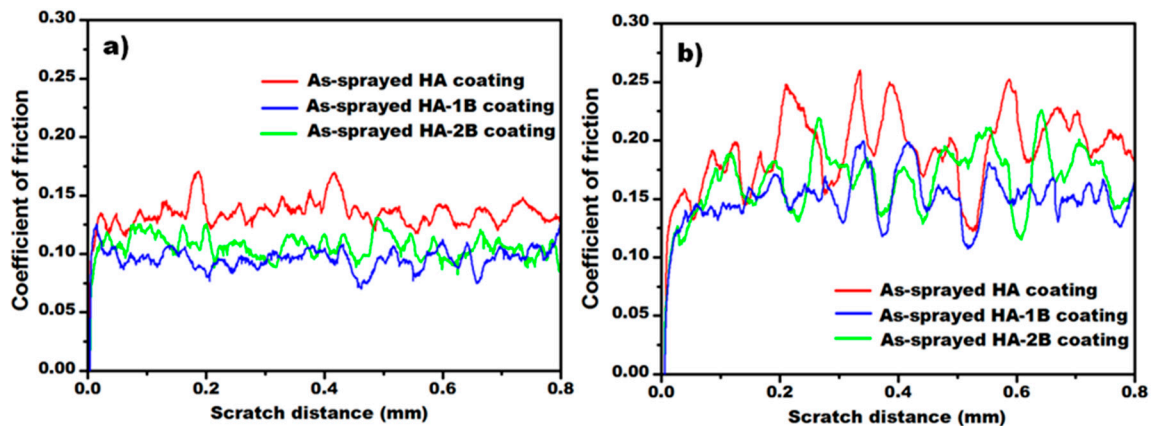 a)
As-sprayed HA coating
As-sprayed HA-1B coating
As-sprayed HA-2B coating
Coefficient of friction
0.30
0.25
0.20
0.15
0.10
0.05
0.00
0.0 0.2 0.4 0.6 0.8
Scratch distance (mm)
b)
As-sprayed HA coating
As-sprayed HA-1B coating
As-sprayed HA-2B coating
Coefficient of friction
0.30
0.25
0.20
0.15
0.10
0.05
0.00
0.0 0.2 0.4 0.6 0.8
Scratch distance (mm)